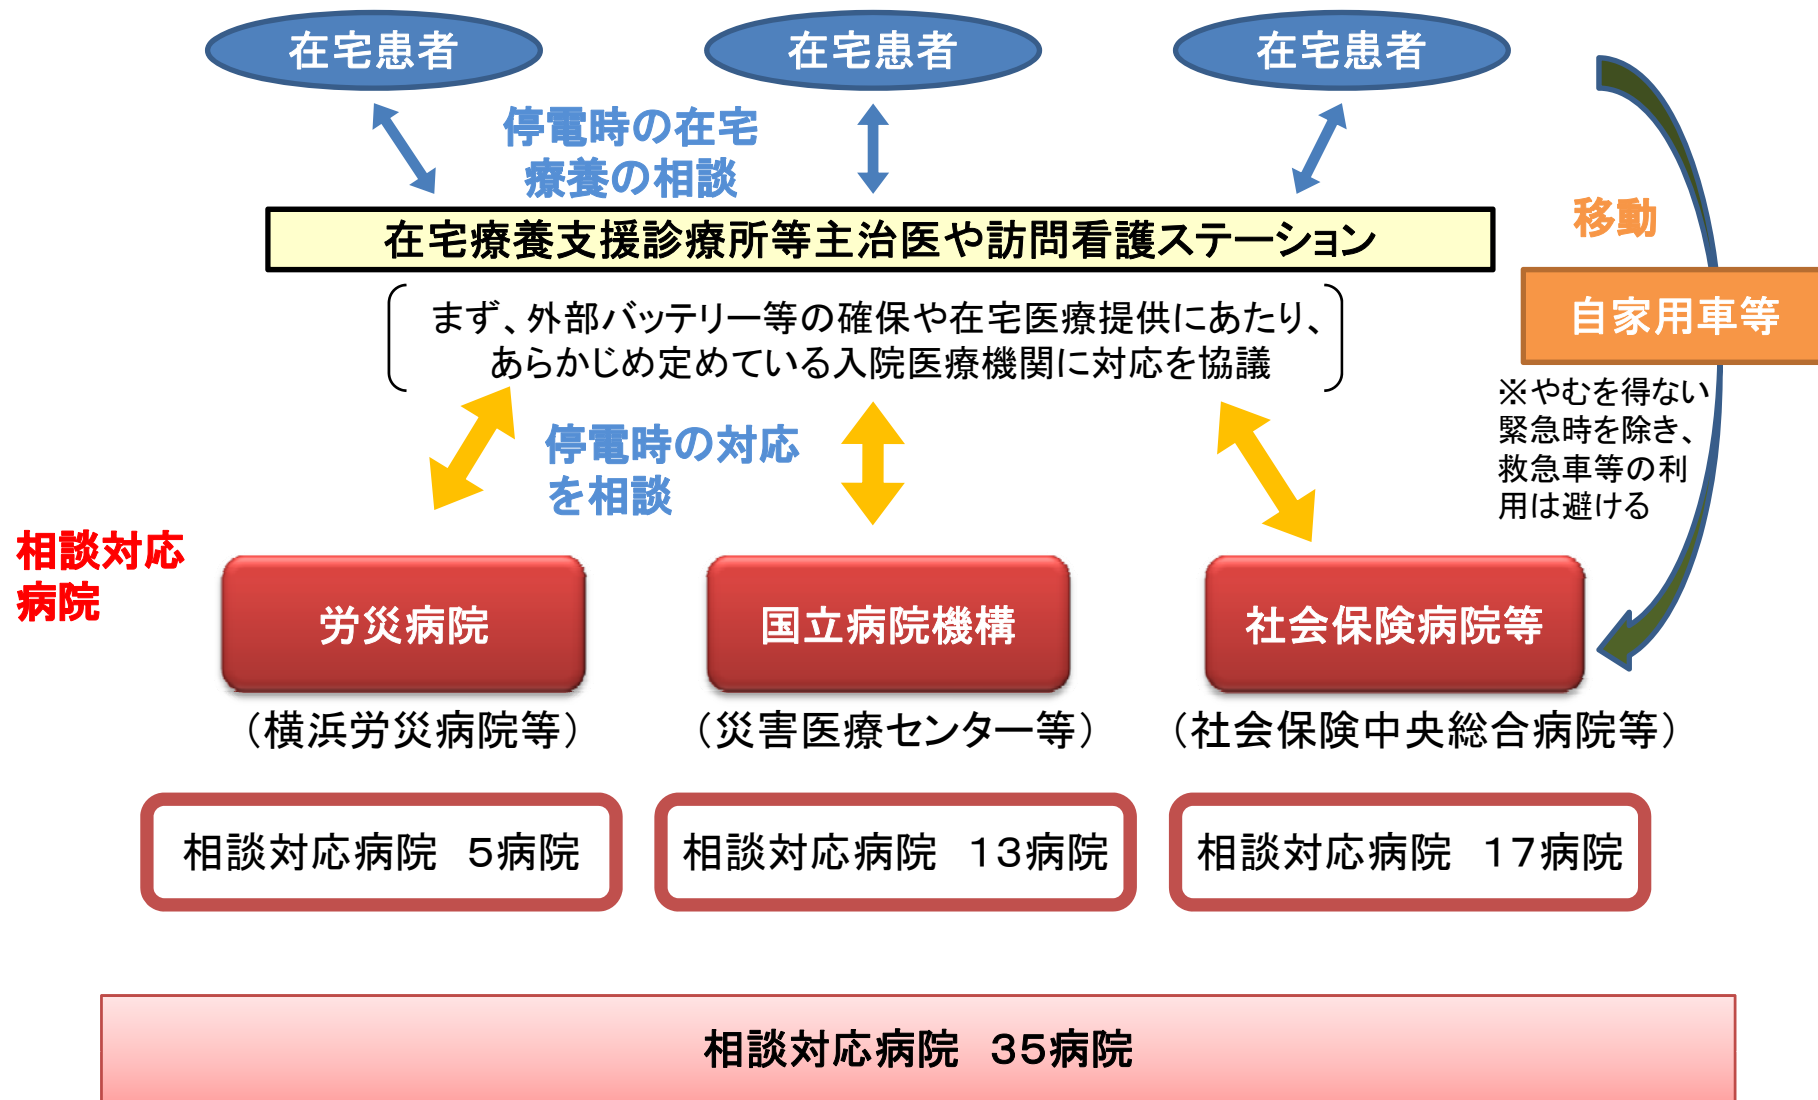 在宅患者
在宅患者
在宅患者
停電時の在宅
療養の相談
在宅療養支援診療所等主治医や訪問看護ステーション
移動
自家用車等
まず、外部バッテリー等の確保や在宅医療提供にあたり、
あらかじめ定めている入院医療機関に対応を協議
※やむを得ない
緊急時を除き、
救急車等の利
用は避ける
停電時の対応
を相談
相談対応
病院
労災病院
国立病院機構
社会保険病院等
（横浜労災病院等）
（災害医療センター等）
（社会保険中央総合病院等）
相談対応病院　５病院
相談対応病院　１３病院
相談対応病院　１７病院
相談対応病院　３５病院